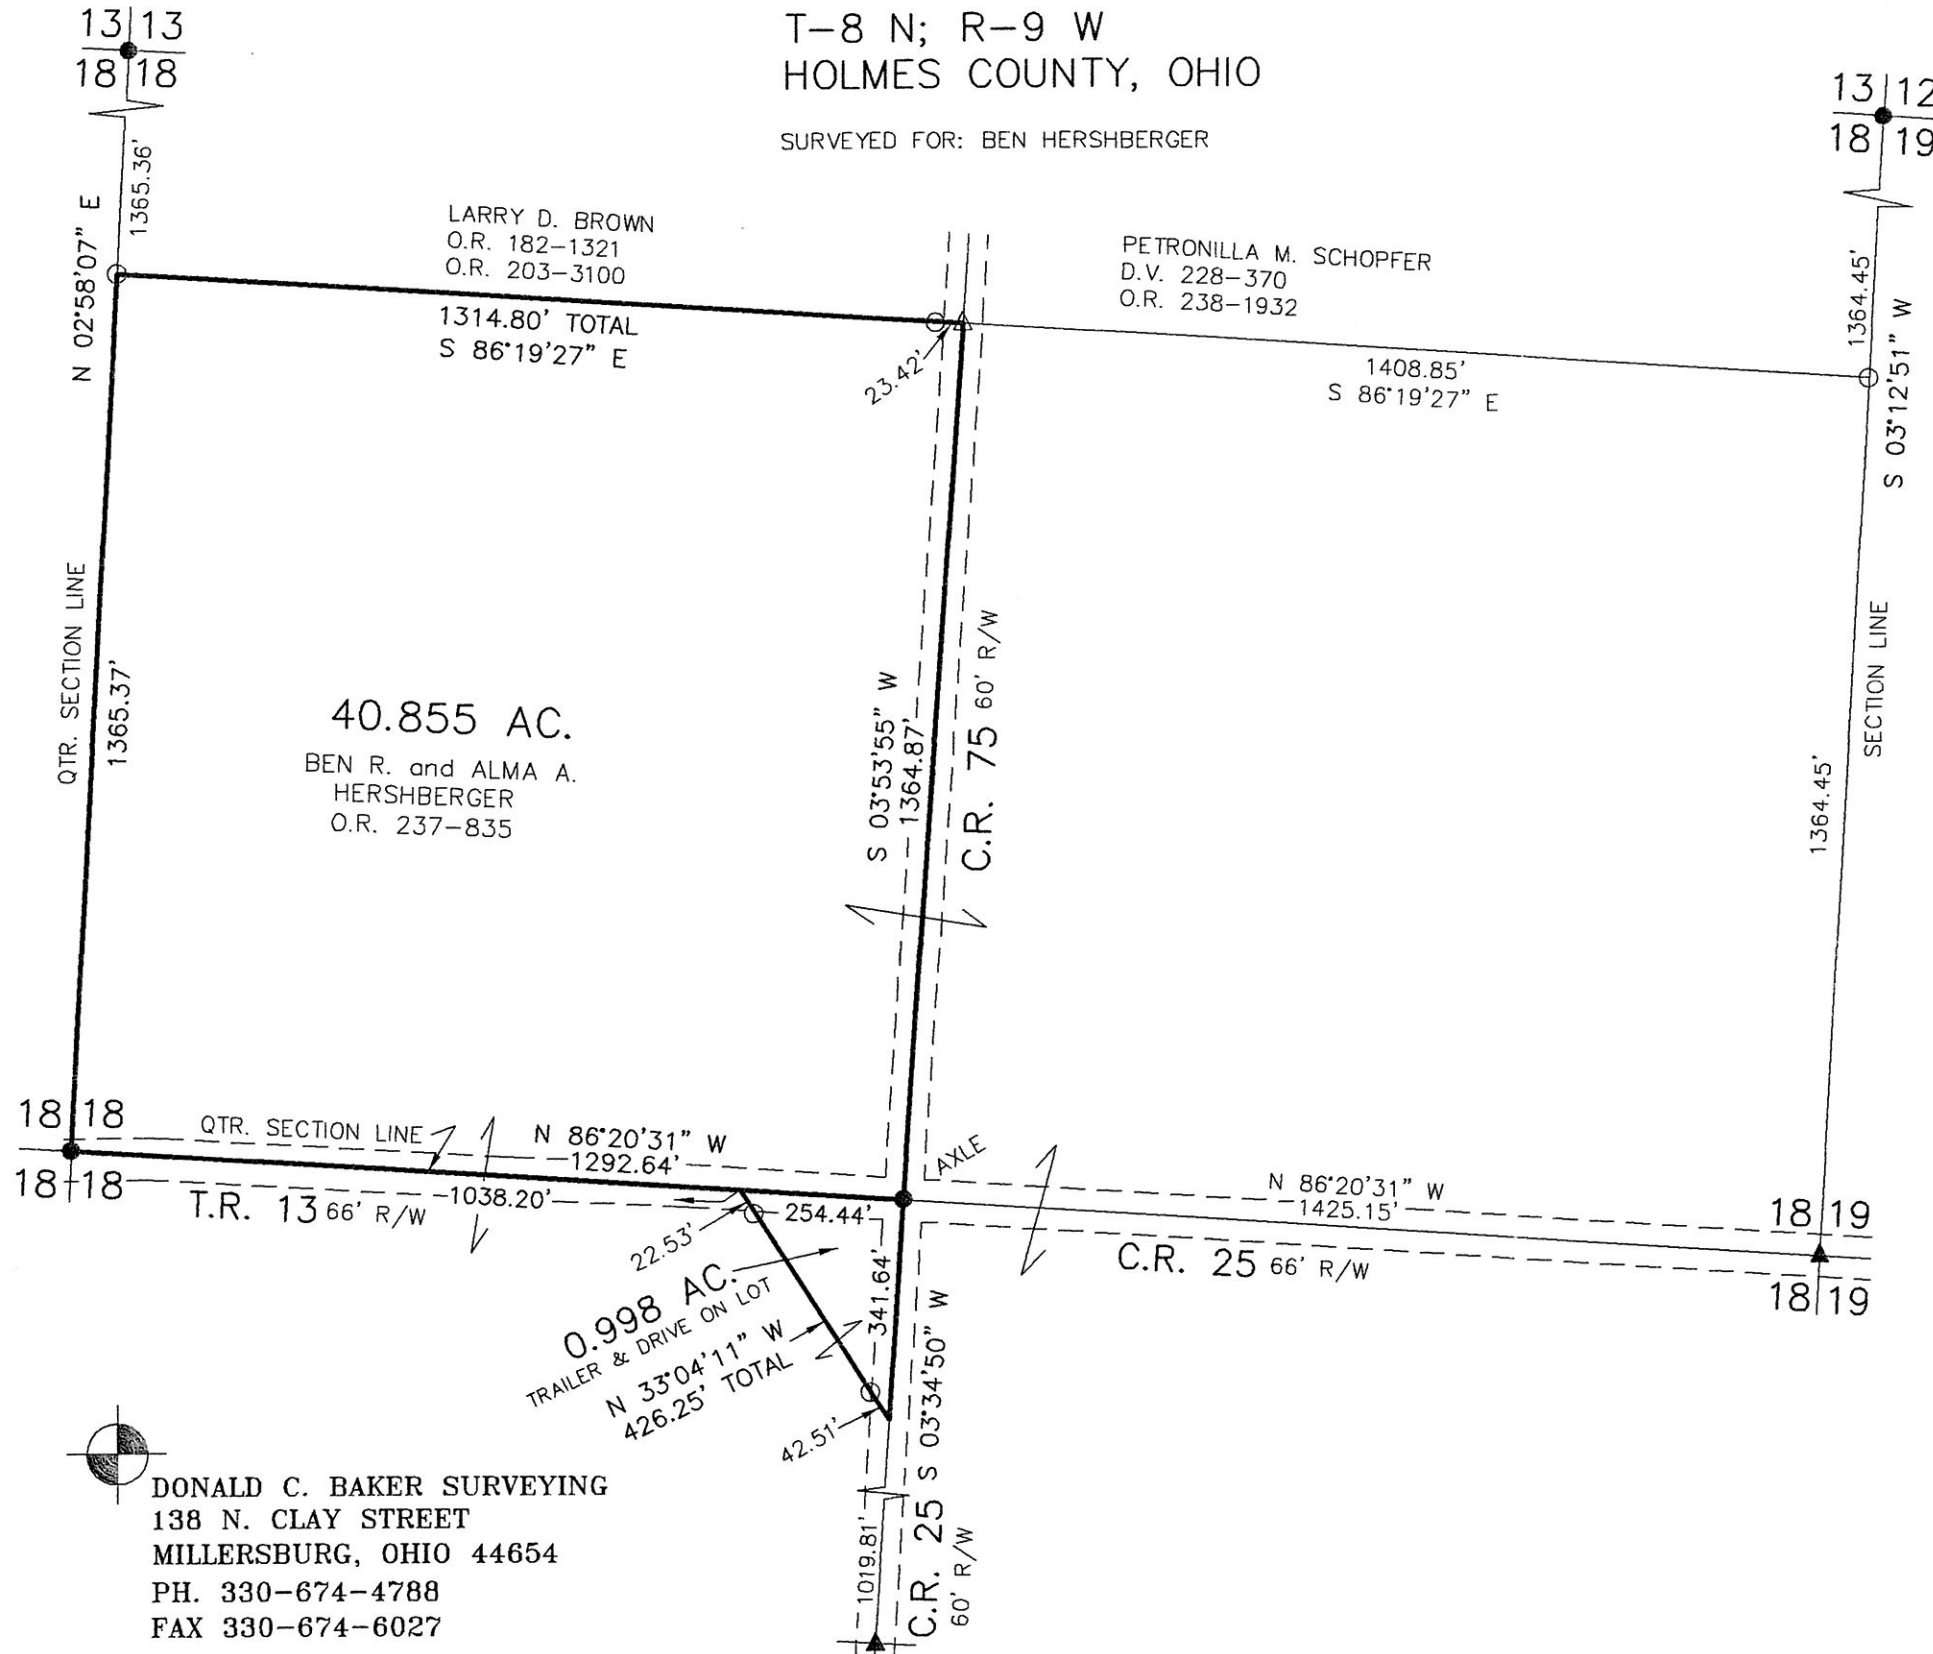 T-8 N; R-9 W
HOLMES COUNTY, OHIO
SURVEYED FOR: BEN HERSHBERGER
13 13
18 18
13 12
18 19
1365.36'
N 02°58'07" E
LARRY D. BROWN
O.R. 182-1321
O.R. 203-3100
1314.80' TOTAL
S 86°19'27" E
23.42'
PETRONILLA M. SCHOPFER
D.V. 228-370
O.R. 238-1932
1408.85'
S 86°19'27" E
1364.45'
S 03°12'51" W
QTR. SECTION LINE
1365.37'
40.855 AC.
BEN R. and ALMA A.
HERSHBERGER
O.R. 237-835
S 03°53'55" W
1364.87'
C.R. 75 60' R/W
SECTION LINE
1364.45'
18 18
18 18
QTR. SECTION LINE
N 86°20'31" W
1292.64'
T.R. 13 66' R/W
1038.20'
254.44'
22.53'
AXLE
N 86°20'31" W
1425.15'
C.R. 25 66' R/W
18 19
18 19
0.998 AC.
TRAILER & DRIVE ON LOT
N 33°04'11" W
426.25' TOTAL
42.51'
341.64'
S 03°34'50" W
C.R. 25
60' R/W
1019.81'
DONALD C. BAKER SURVEYING
138 N. CLAY STREET
MILLERSBURG, OHIO 44654
PH. 330-674-4788
FAX 330-674-6027